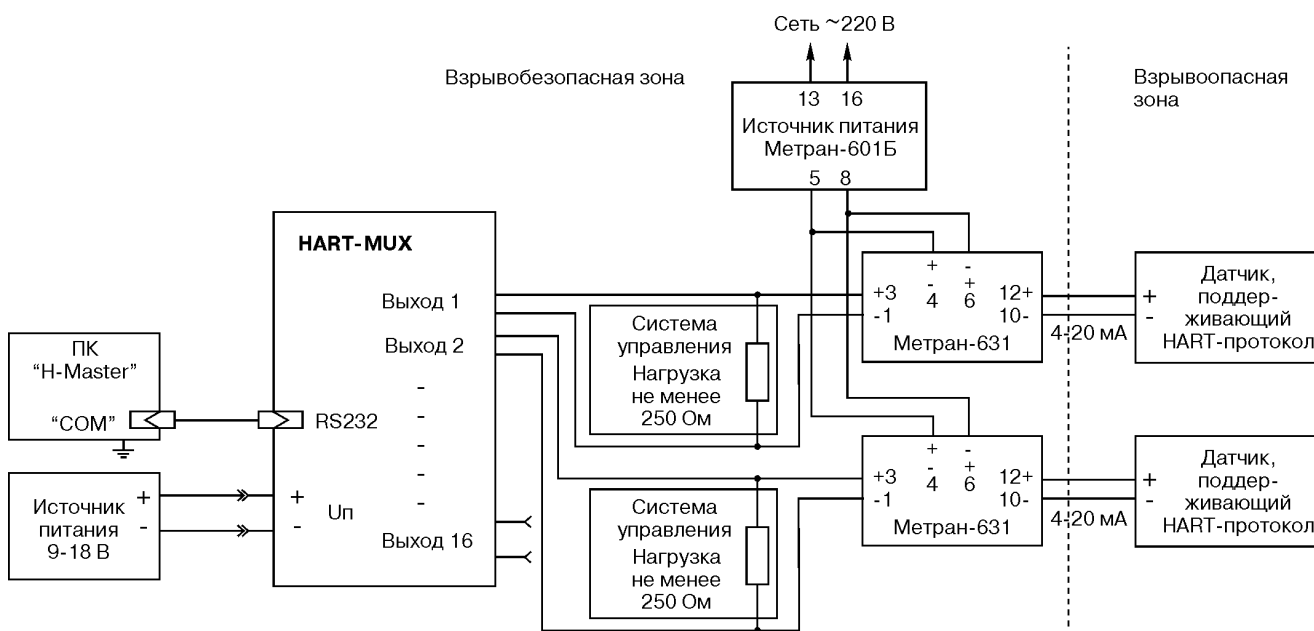 Сеть ~220 В
Взрывобезопасная зона
Взрывоопасная
зона
13 16
Источник питания
Метран-601Б
5 8
HART-MUX
Выход 1
Выход 2
-
-
-
-
-
Выход 16
RS232
+
-
Uп
ПК
“H-Master”
“COM”
Источник
питания
9-18 В
+
-
Система
управления
Нагрузка
не менее
250 Ом
+ -
- +
4 6
+3
-1
12+
10-
Метран-631
4-20 мА
+
-
Датчик,
поддер-
живающий
HART-протокол
Система
управления
Нагрузка
не менее
250 Ом
+ -
- +
4 6
+3
-1
12+
10-
Метран-631
4-20 мА
+
-
Датчик,
поддер-
живающий
HART-протокол